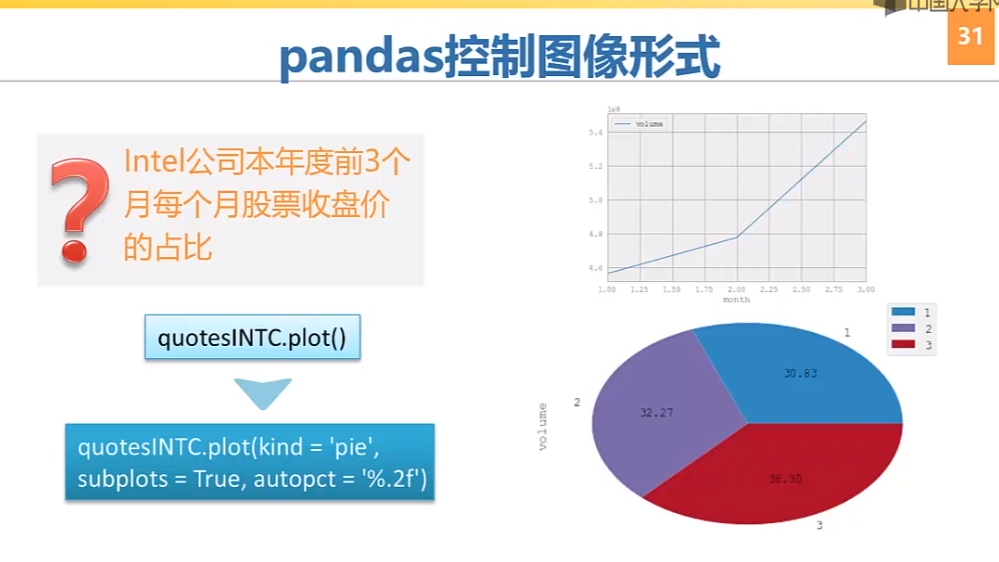 中国大学M
31
pandas控制图像形式
Intel公司本年度前3个
月每个月股票收盘价
的占比
quotesINTC.plot()
quotesINTC.plot(kind = 'pie',
subplots = True, autopct = '%.2f')
1e8
volume
5.4
5.2
5.0
4.8
4.6
1.00 1.25 1.50 1.75 2.00 2.25 2.50 2.75 3.00
month
1
2
3
volume
1
30.83
2
32.27
36.90
3